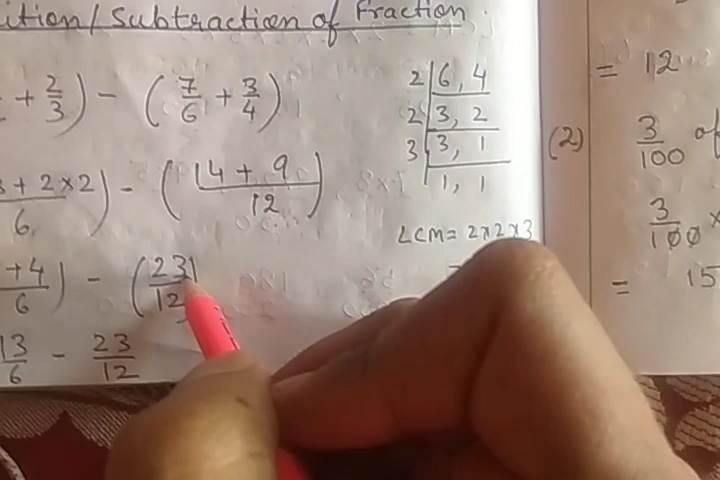 ition/Subtraction of Fraction
+ 2/3) - (7/6 + 3/4)
2 | 6, 4
2 | 3, 2
3 | 3, 1
1, 1
+ 2×2/6) - (14 + 9/12)
LCM = 2×2×3
+4/6) - (23/12
13/6 - 23/12
= 12
(2) 3/100 of
3/100 ×
= 15